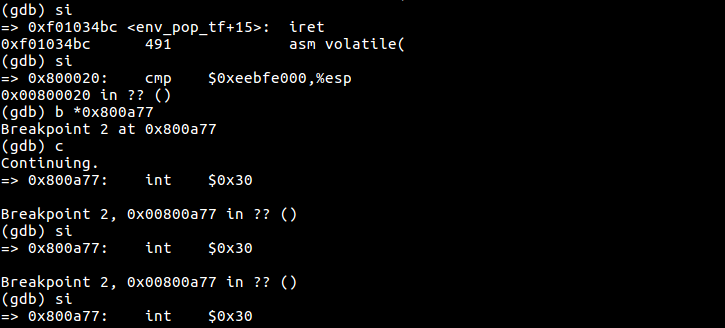 (gdb) si
=> 0xf01034bc <env_pop_tf+15>:  iret
0xf01034bc      491             asm volatile(
(gdb) si
=> 0x800020:    cmp    $0xeebfe000,%esp
0x00800020 in ?? ()
(gdb) b *0x800a77
Breakpoint 2 at 0x800a77
(gdb) c
Continuing.
=> 0x800a77:    int    $0x30

Breakpoint 2, 0x00800a77 in ?? ()
(gdb) si
=> 0x800a77:    int    $0x30

Breakpoint 2, 0x00800a77 in ?? ()
(gdb) si
=> 0x800a77:    int    $0x30